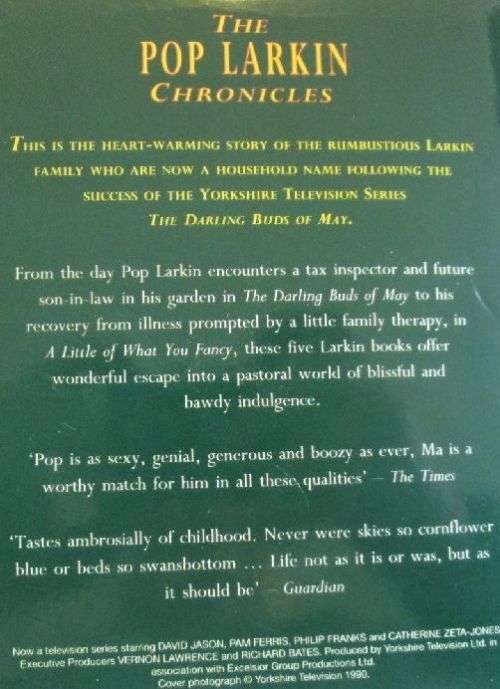 THE
POP LARKIN
CHRONICLES
THIS IS THE HEART-WARMING STORY OF THE RUMBUSTIOUS LARKIN
FAMILY WHO ARE NOW A HOUSEHOLD NAME FOLLOWING THE
SUCCESS OF THE YORKSHIRE TELEVISION SERIES
THE DARLING BUDS OF MAY.
From the day Pop Larkin encounters a tax inspector and future
son-in-law in his garden in The Darling Buds of May to his
recovery from illness prompted by a little family therapy, in
A Little of What You Fancy, these five Larkin books offer
wonderful escape into a pastoral world of blissful and
bawdy indulgence.
'Pop is as sexy, genial, generous and boozy as ever, Ma is a
worthy match for him in all these qualities' – The Times
'Tastes ambrosially of childhood. Never were skies so cornflower
blue or beds so swansbottom ... Life not as it is or was, but as
it should be' – Guardian
Now a television series starring DAVID JASON, PAM FERRIS, PHILIP FRANKS and CATHERINE ZETA-JONES
Executive Producers VERNON LAWRENCE and RICHARD BATES. Produced by Yorkshire Television Ltd. in
association with Excelsior Group Productions Ltd.
Cover photograph © Yorkshire Television 1990.